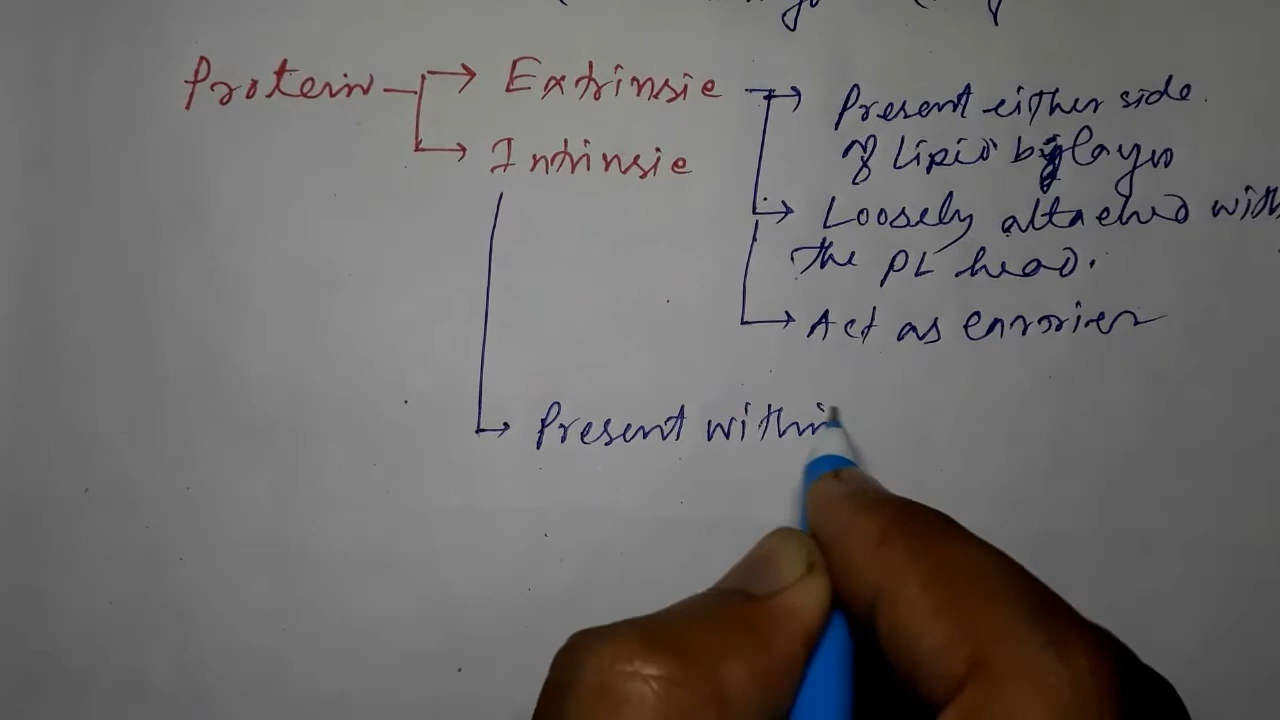 Protein → Extrinsic → Present either side
of Lipid bylayer
→ Intrinsic
→ Loosely attached with
the PL head.
→ Act as carrier
→ Present within